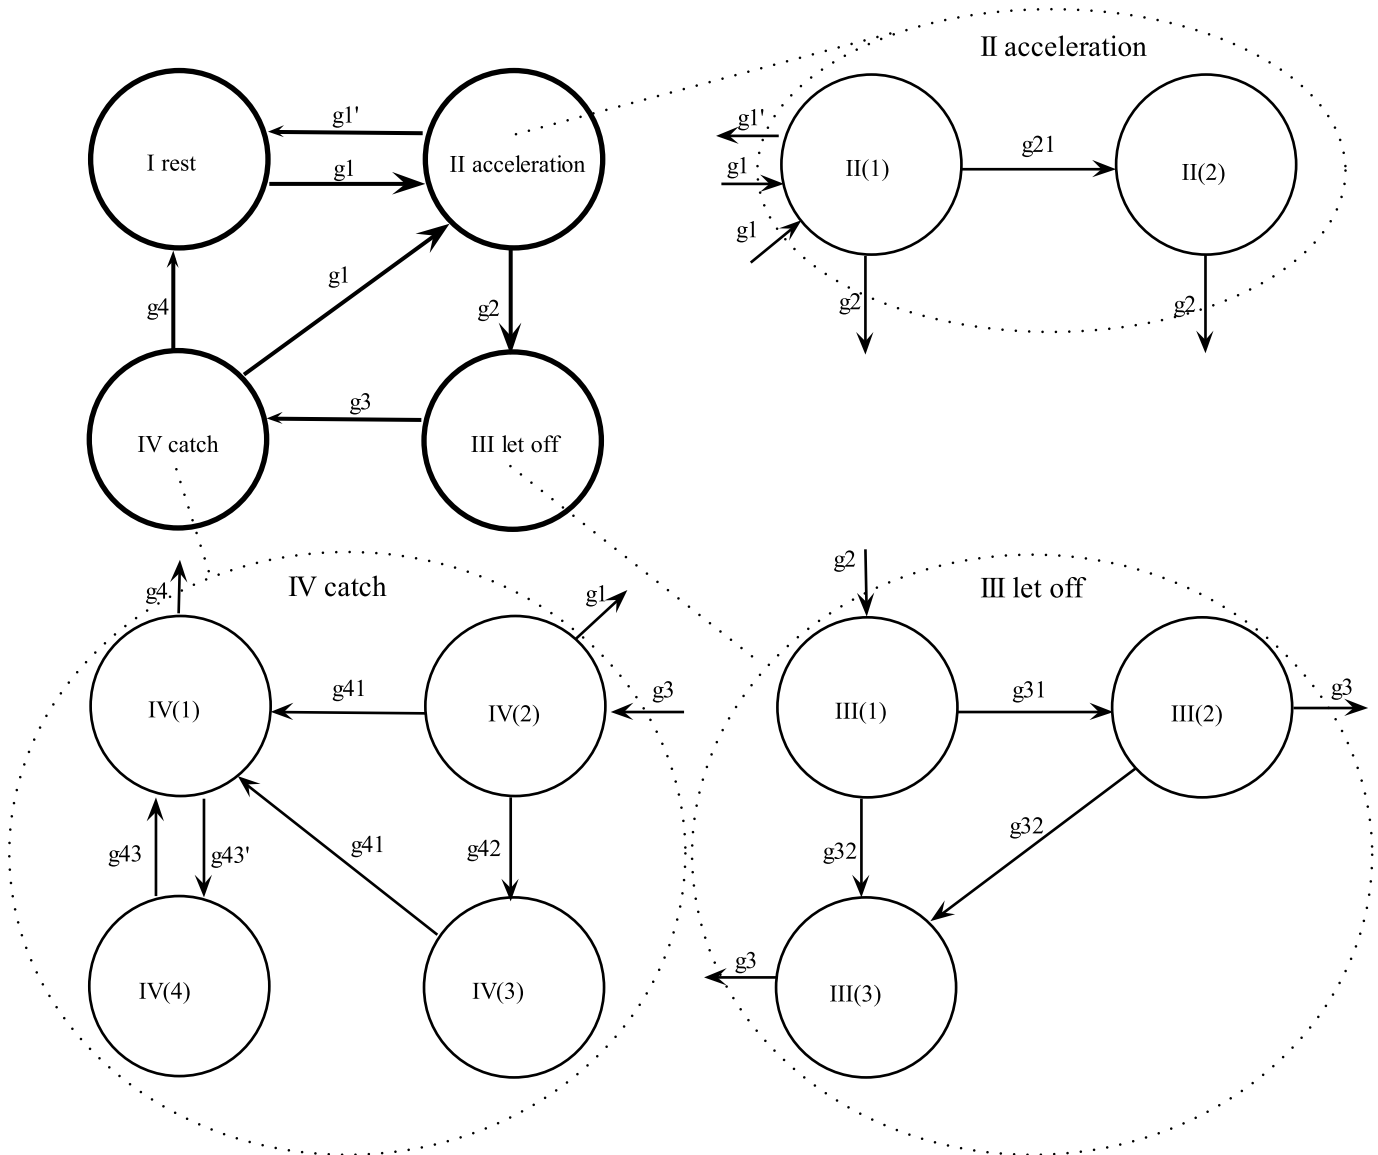 g1'
I rest
g1
II acceleration
g1
g4
g2
g3
IV catch
III let off
II acceleration
g1'
g1
g1
II(1)
g21
II(2)
g2
g2
IV catch
g4
g1
g3
IV(1)
g41
IV(2)
g43
g43'
g41
g42
IV(4)
IV(3)
g2
III let off
III(1)
g31
III(2)
g3
g32
g32
g3
III(3)